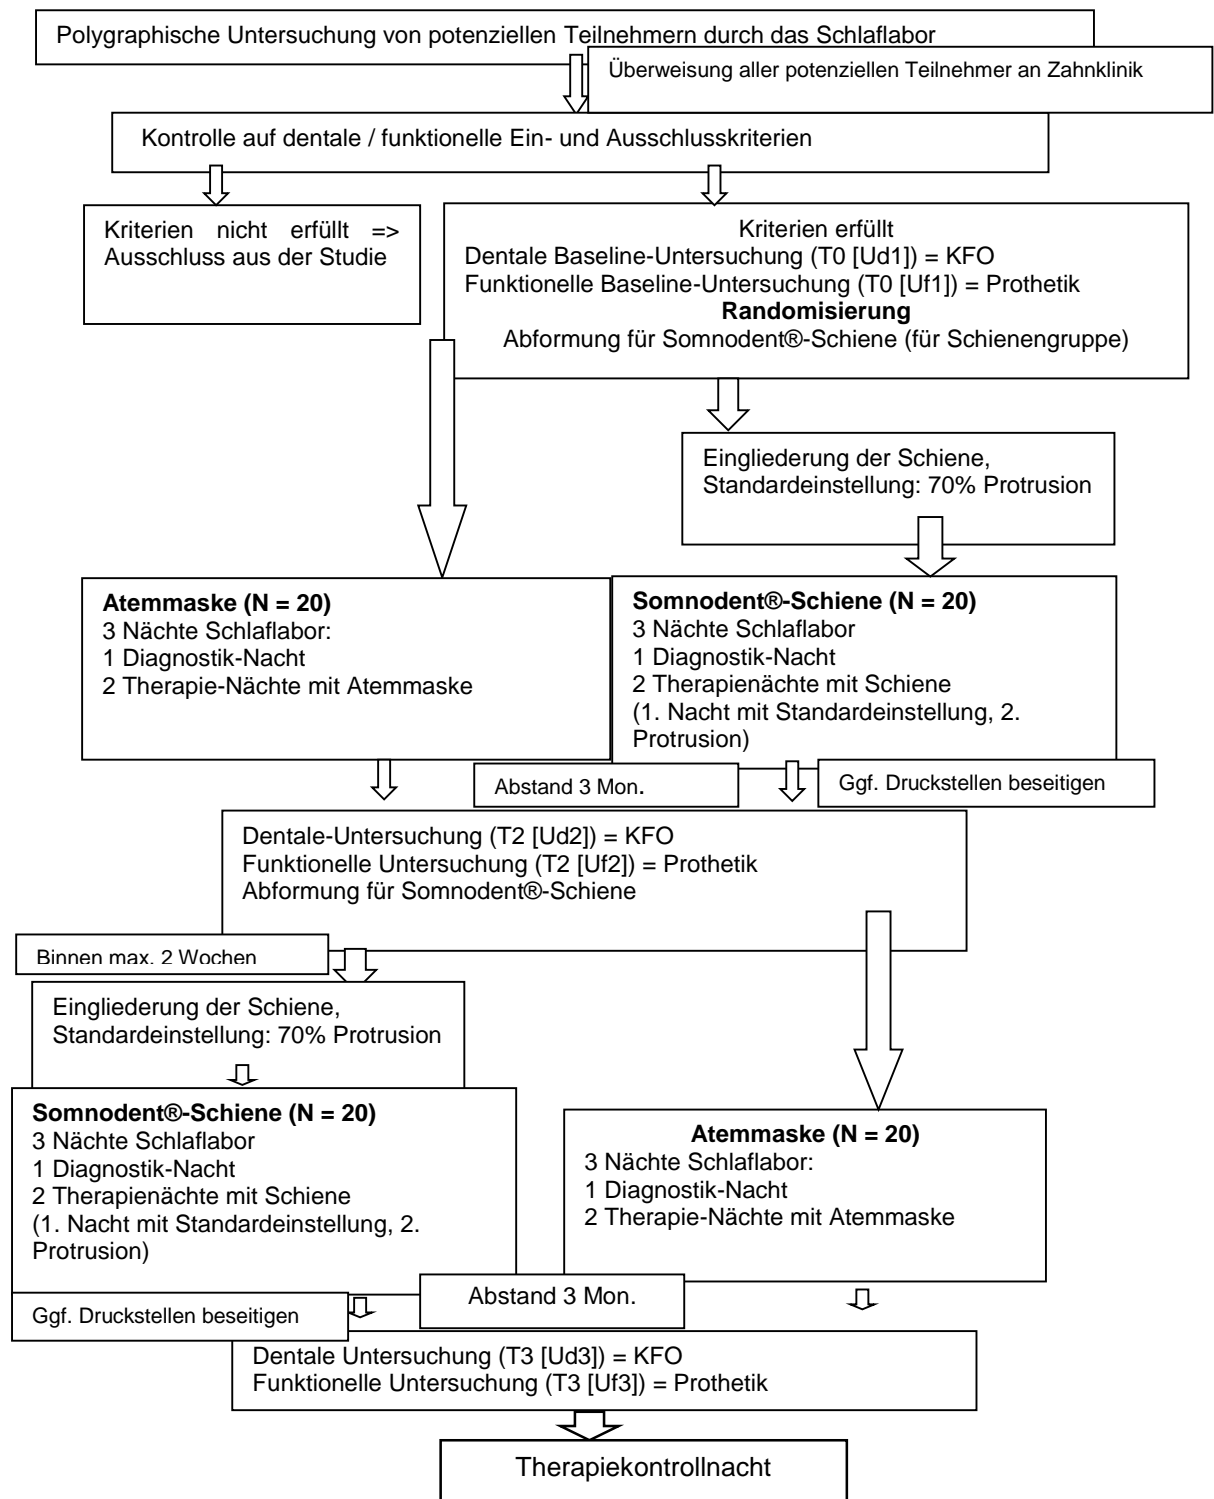 Polygraphische Untersuchung von potenziellen Teilnehmern durch das Schlaflabor
Überweisung aller potenziellen Teilnehmer an Zahnklinik
Kontrolle auf dentale / funktionelle Ein- und Ausschlusskriterien
Kriterien nicht erfüllt =>
Ausschluss aus der Studie
Kriterien erfüllt
Dentale Baseline-Untersuchung (T0 [Ud1]) = KFO
Funktionelle Baseline-Untersuchung (T0 [Uf1]) = Prothetik
Randomisierung
Abformung für Somnodent®-Schiene (für Schienengruppe)
Eingliederung der Schiene,
Standardeinstellung: 70% Protrusion
Atemmaske (N = 20)
3 Nächte Schlaflabor:
1 Diagnostik-Nacht
2 Therapie-Nächte mit Atemmaske
Somnodent®-Schiene (N = 20)
3 Nächte Schlaflabor
1 Diagnostik-Nacht
2 Therapienächte mit Schiene
(1. Nacht mit Standardeinstellung, 2.
Protrusion)
Abstand 3 Mon.
Ggf. Druckstellen beseitigen
Dentale-Untersuchung (T2 [Ud2]) = KFO
Funktionelle Untersuchung (T2 [Uf2]) = Prothetik
Abformung für Somnodent®-Schiene
Binnen max. 2 Wochen
Eingliederung der Schiene,
Standardeinstellung: 70% Protrusion
Somnodent®-Schiene (N = 20)
3 Nächte Schlaflabor
1 Diagnostik-Nacht
2 Therapienächte mit Schiene
(1. Nacht mit Standardeinstellung, 2.
Protrusion)
Atemmaske (N = 20)
3 Nächte Schlaflabor:
1 Diagnostik-Nacht
2 Therapie-Nächte mit Atemmaske
Ggf. Druckstellen beseitigen
Abstand 3 Mon.
Dentale Untersuchung (T3 [Ud3]) = KFO
Funktionelle Untersuchung (T3 [Uf3]) = Prothetik
Therapiekontrollnacht